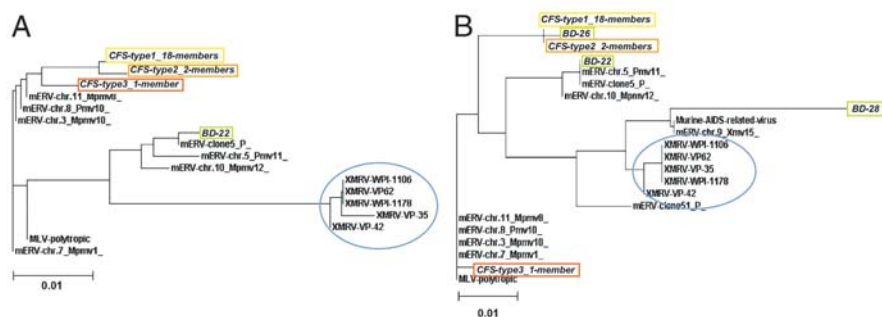 A
CFS-type1_18-members
CFS-type2_2-members
CFS-type3_1-member
mERV-chr.11_Mpmv8_
mERV-chr.8_Pmv10_
mERV-chr.3_Mpmv10_
BD-22
mERV-clone5_P_
mERV-chr.5_Pmv11_
mERV-chr.10_Mpmv12_
XMRV-WPI-1106
XMRV-VP62
XMRV-WPI-1178
XMRV-VP-35
XMRV-VP-42
MLV-polytropic
mERV-chr.7_Mpmv1_
0.01
B
CFS-type1_18-members
BD-26
CFS-type2_2-members
BD-22
mERV-chr.5_Pmv11_
mERV-clone5_P_
mERV-chr.10_Mpmv12_
BD-28
Murine-AIDS-related-virus
mERV-chr.9_Xmv15_
XMRV-WPI-1106
XMRV-VP62
XMRV-VP-35
XMRV-WPI-1178
XMRV-VP-42
mERV-clone51_P_
mERV-chr.11_Mpmv8_
mERV-chr.8_Pmv10_
mERV-chr.3_Mpmv10_
mERV-chr.7_Mpmv1_
CFS-type3_1-member
MLV-polytropic
0.01